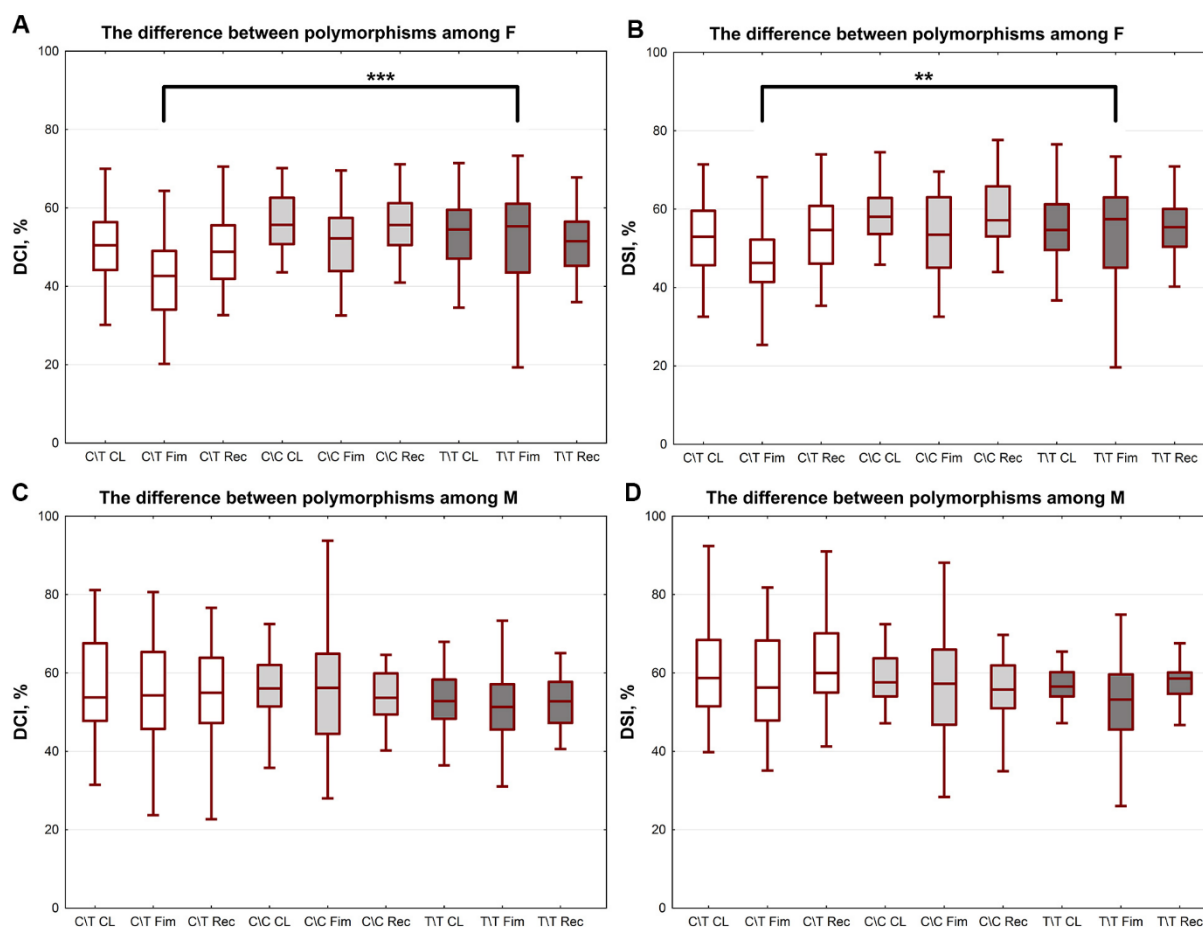 A
The difference between polymorphisms among F
DCI, %
100
80
60
40
20
0
***
C\T CL C\T Fim C\T Rec C\C CL C\C Fim C\C Rec T\T CL T\T Fim T\T Rec
B
The difference between polymorphisms among F
DSI, %
100
80
60
40
20
0
**
C\T CL C\T Fim C\T Rec C\C CL C\C Fim C\C Rec T\T CL T\T Fim T\T Rec
C
The difference between polymorphisms among M
DCI, %
100
80
60
40
20
0
C\T CL C\T Fim C\T Rec C\C CL C\C Fim C\C Rec T\T CL T\T Fim T\T Rec
D
The difference between polymorphisms among M
DSI, %
100
80
60
40
20
0
C\T CL C\T Fim C\T Rec C\C CL C\C Fim C\C Rec T\T CL T\T Fim T\T Rec